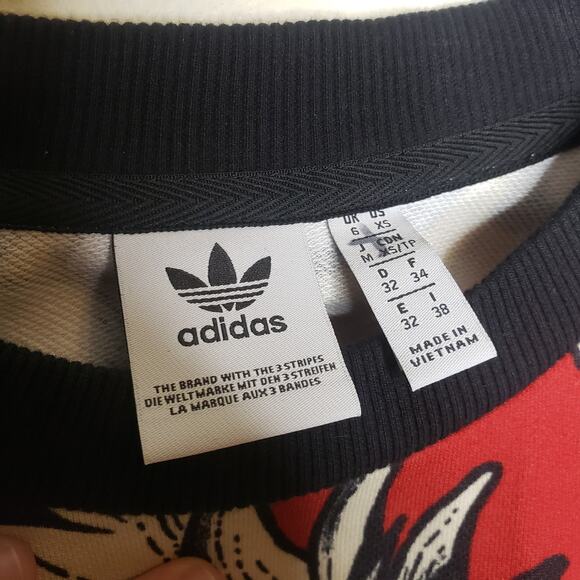 adidas
THE BRAND WITH THE 3 STRIPES
DIE WELTMARKE MIT DEN 3 STREIFEN
LA MARQUE AUX 3 BANDES
UK US
6 XS
J CDN
M XS/TP
D F
32 34
E I
32 38
MADE IN
VIETNAM